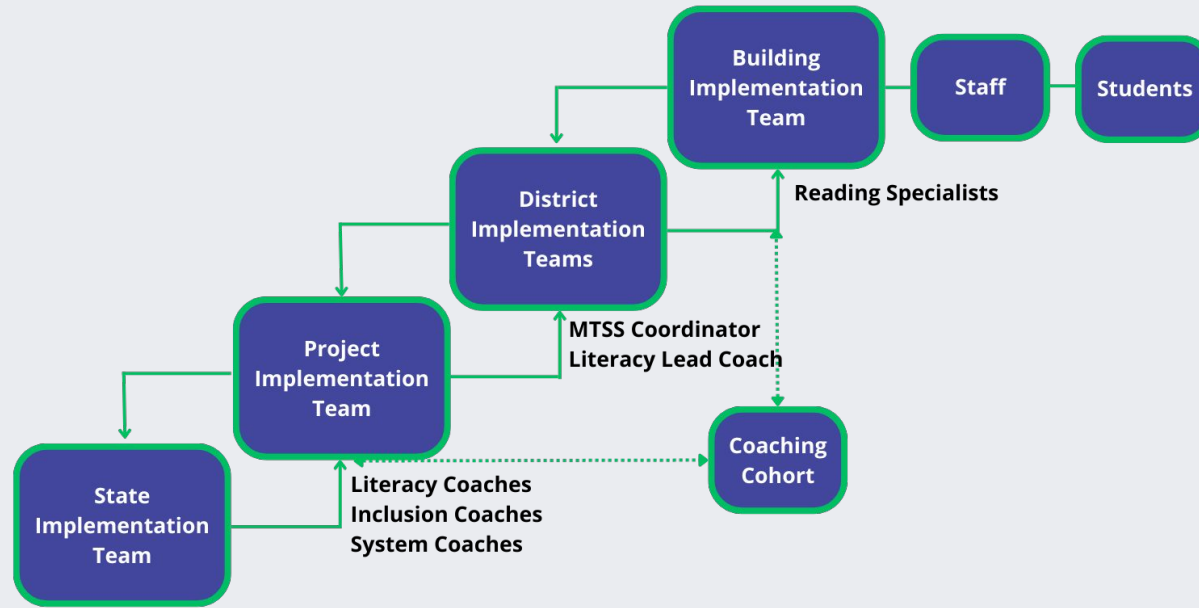 Building
Implementation
Team
Staff
Students
District
Implementation
Teams
Reading Specialists
Project
Implementation
Team
MTSS Coordinator
Literacy Lead Coach
State
Implementation
Team
Literacy Coaches
Inclusion Coaches
System Coaches
Coaching
Cohort